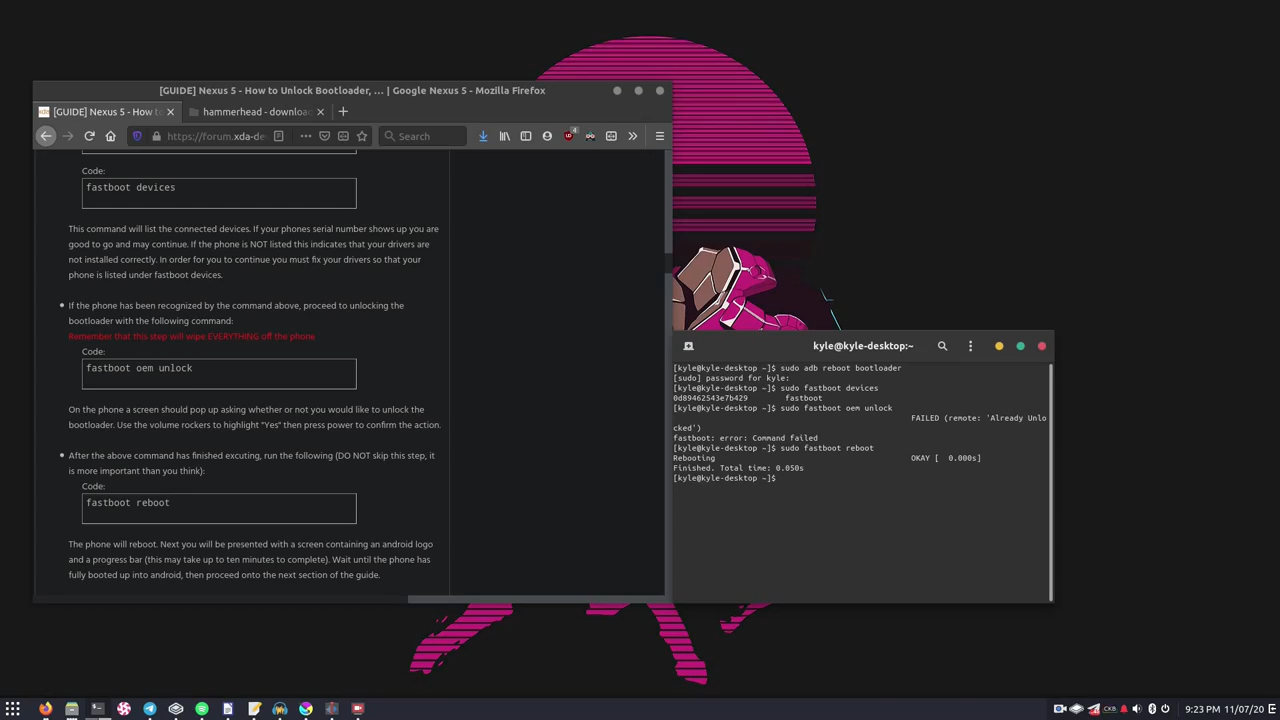 [GUIDE] Nexus 5 - How to Unlock Bootloader, ... | Google Nexus 5 - Mozilla Firefox
[GUIDE] Nexus 5 - How to
hammerhead - downloa
https://forum.xda-de
Search
4
Code:
fastboot devices
This command will list the connected devices. If your phones serial number shows up you are
good to go and may continue. If the phone is NOT listed this indicates that your drivers are
not installed correctly. In order for you to continue you must fix your drivers so that your
phone is listed under fastboot devices.
If the phone has been recognized by the command above, proceed to unlocking the
bootloader with the following command:
Remember that this step will wipe EVERYTHING off the phone.
Code:
fastboot oem unlock
On the phone a screen should pop up asking whether or not you would like to unlock the
bootloader. Use the volume rockers to highlight "Yes" then press power to confirm the action.
After the above command has finished excuting, run the following (DO NOT skip this step, it
is more important than you think):
Code:
fastboot reboot
The phone will reboot. Next you will be presented with a screen containing an android logo
and a progress bar (this may take up to ten minutes to complete). Wait until the phone has
fully booted up into android, then proceed onto the next section of the guide.
kyle@kyle-desktop:~
[kyle@kyle-desktop ~]$ sudo adb reboot bootloader
[sudo] password for kyle:
[kyle@kyle-desktop ~]$ sudo fastboot devices
0d89462543e7b429 fastboot
[kyle@kyle-desktop ~]$ sudo fastboot oem unlock
FAILED (remote: 'Already Unlo
cked')
fastboot: error: Command failed
[kyle@kyle-desktop ~]$ sudo fastboot reboot
Rebooting OKAY [ 0.000s]
Finished. Total time: 0.050s
[kyle@kyle-desktop ~]$
9:23 PM 11/07/20